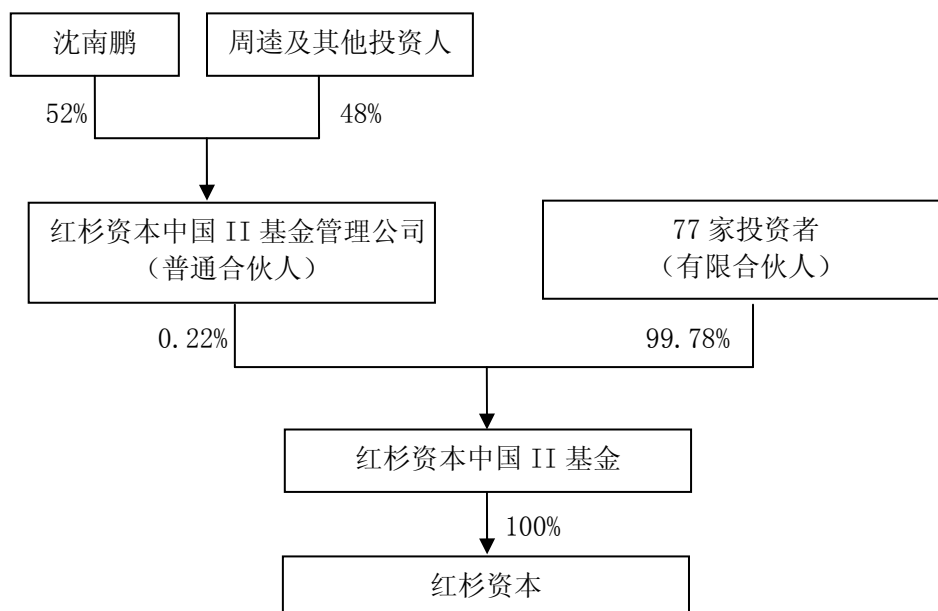 沈南鹏
周逵及其他投资人
52%
48%
红杉资本中国 II 基金管理公司
（普通合伙人）
77 家投资者
（有限合伙人）
0.22%
99.78%
红杉资本中国 II 基金
100%
红杉资本